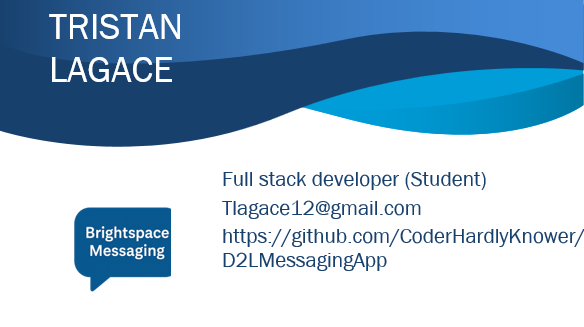 TRISTAN
LAGACE
Full stack developer (Student)
Tlagace12@gmail.com
https://github.com/CoderHardlyKnower/
D2LMessagingApp
Brightspace
Messaging